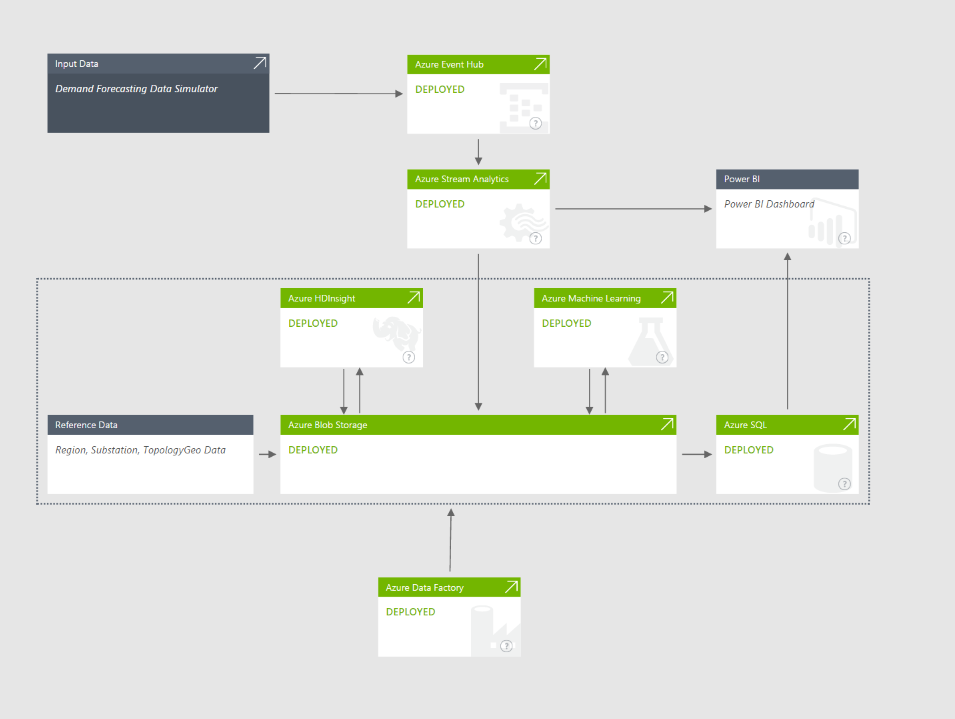 Input Data
Demand Forecasting Data Simulator
Azure Event Hub
DEPLOYED
?
Azure Stream Analytics
DEPLOYED
?
Power BI
Power BI Dashboard
?
Azure HDInsight
DEPLOYED
?
Azure Machine Learning
DEPLOYED
?
Reference Data
Region, Substation, TopologyGeo Data
Azure Blob Storage
DEPLOYED
Azure SQL
DEPLOYED
?
Azure Data Factory
DEPLOYED
?